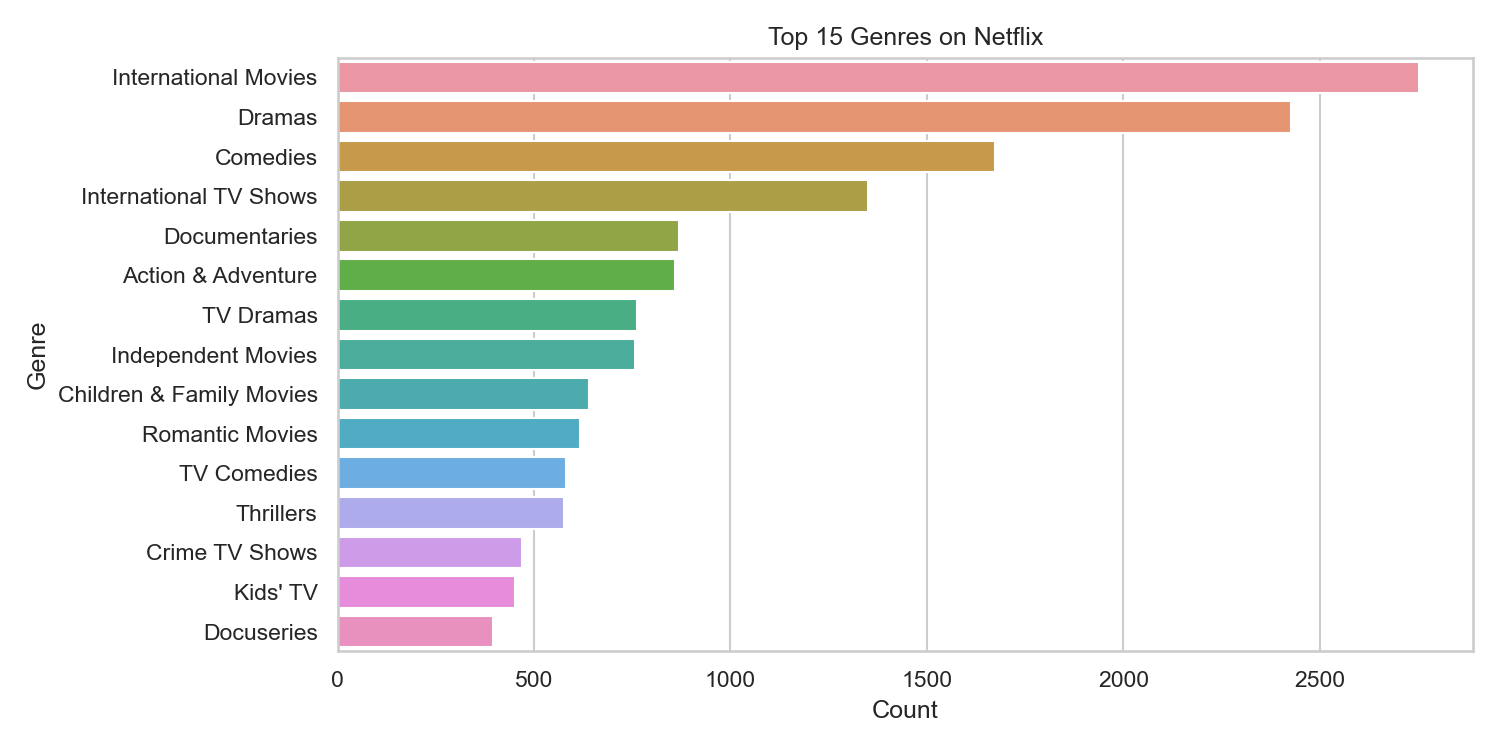 Top 15 Genres on Netflix
International Movies
Dramas
Comedies
International TV Shows
Documentaries
Action & Adventure
TV Dramas
Independent Movies
Children & Family Movies
Romantic Movies
TV Comedies
Thrillers
Crime TV Shows
Kids' TV
Docuseries
Genre
0 500 1000 1500 2000 2500
Count